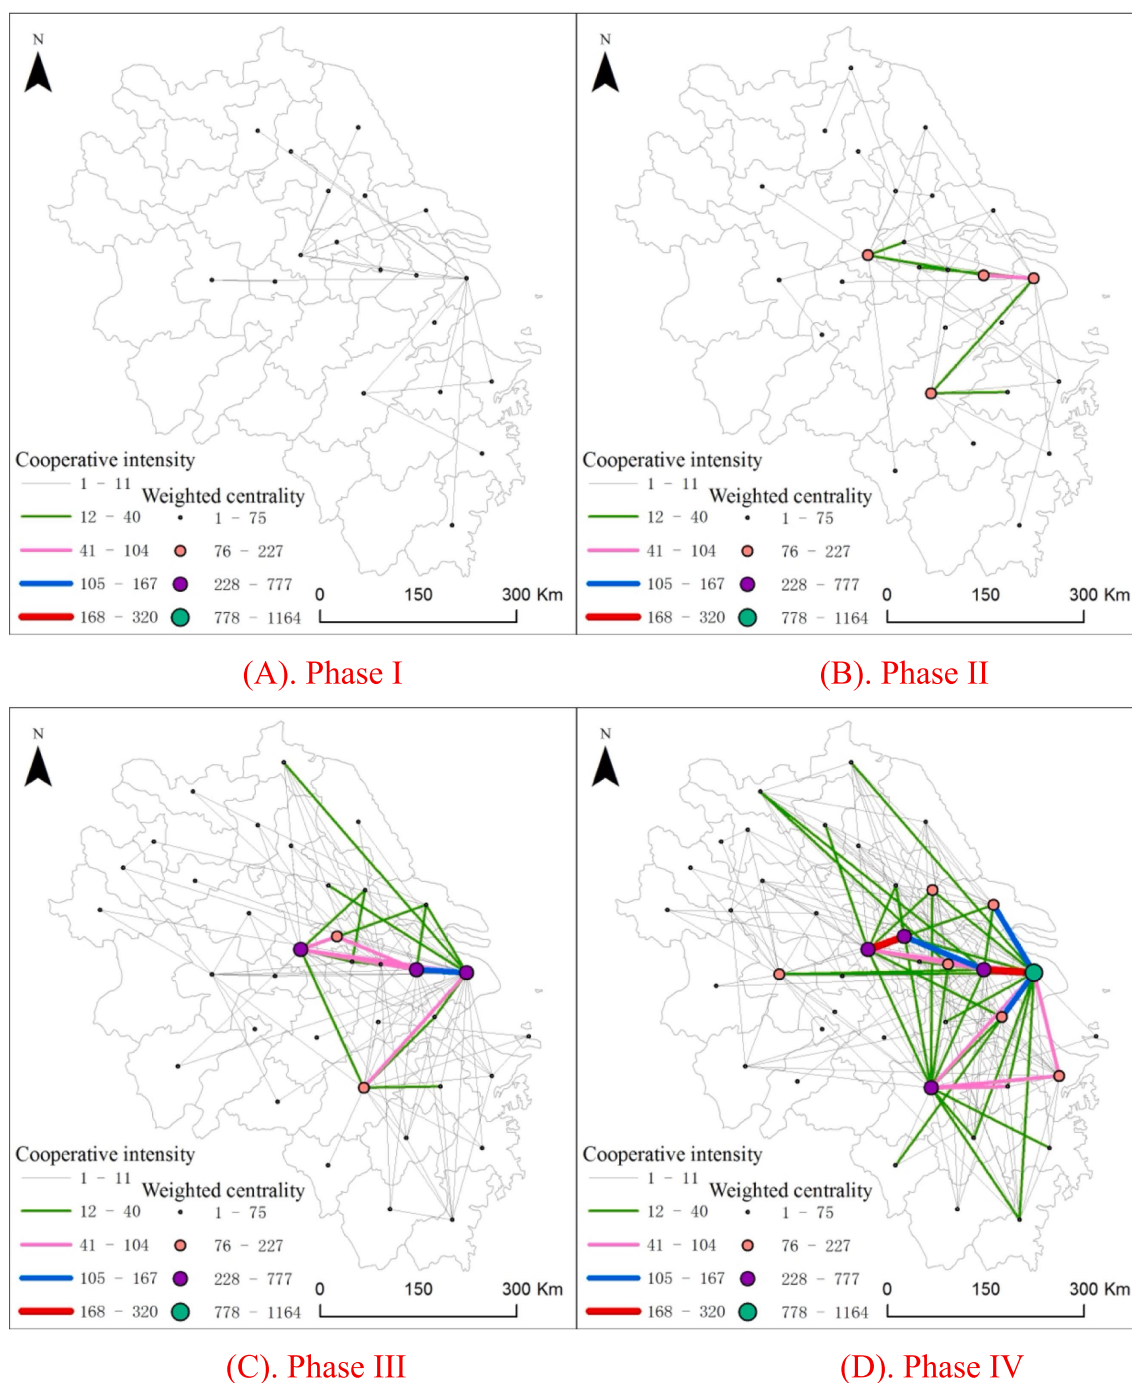 N
Cooperative intensity
1 - 11
Weighted centrality
12 - 40
1 - 75
41 - 104
76 - 227
105 - 167
228 - 777
168 - 320
778 - 1164
0 150 300 Km
(A). Phase I
N
Cooperative intensity
1 - 11
Weighted centrality
12 - 40
1 - 75
41 - 104
76 - 227
105 - 167
228 - 777
168 - 320
778 - 1164
0 150 300 Km
(B). Phase II
N
Cooperative intensity
1 - 11
Weighted centrality
12 - 40
1 - 75
41 - 104
76 - 227
105 - 167
228 - 777
168 - 320
778 - 1164
0 150 300 Km
(C). Phase III
N
Cooperative intensity
1 - 11
Weighted centrality
12 - 40
1 - 75
41 - 104
76 - 227
105 - 167
228 - 777
168 - 320
778 - 1164
0 150 300 Km
(D). Phase IV